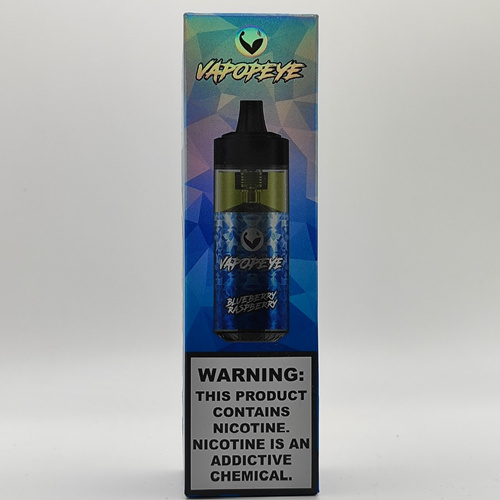 VAPOPEYE
VAPOPEYE
BLUEBERRY
RASPBERRY
WARNING:
THIS PRODUCT
CONTAINS
NICOTINE.
NICOTINE IS AN
ADDICTIVE
CHEMICAL.